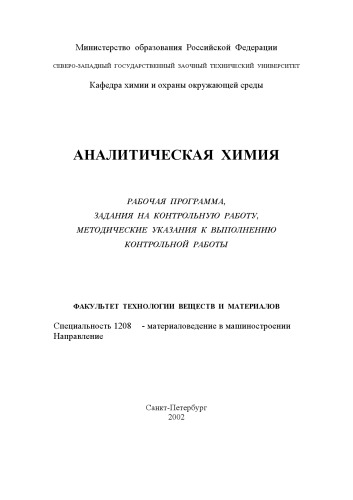 Министерство образования Российской Федерации
СЕВЕРО-ЗАПАДНЫЙ ГОСУДАРСТВЕННЫЙ ЗАОЧНЫЙ ТЕХНИЧЕСКИЙ УНИВЕРСИТЕТ
Кафедра химии и охраны окружающей среды
АНАЛИТИЧЕСКАЯ ХИМИЯ
РАБОЧАЯ ПРОГРАММА,
ЗАДАНИЯ НА КОНТРОЛЬНУЮ РАБОТУ,
МЕТОДИЧЕСКИЕ УКАЗАНИЯ К ВЫПОЛНЕНИЮ
КОНТРОЛЬНОЙ РАБОТЫ
ФАКУЛЬТЕТ ТЕХНОЛОГИИ ВЕЩЕСТВ И МАТЕРИАЛОВ
Специальность 1208 - материаловедение в машиностроении
Направление
Санкт-Петербург
2002